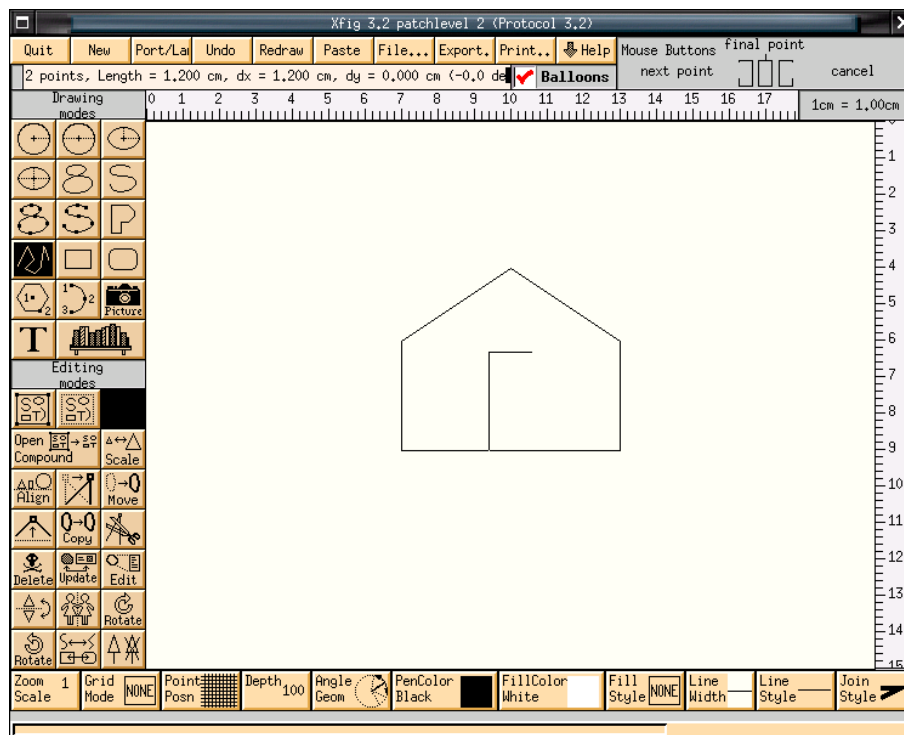 Xfig 3.2 patchlevel 2 (Protocol 3.2)
Quit New Port/La Undo Redraw Paste File... Export. Print.. Help Mouse Buttons final point
2 points, Length = 1.200 cm, dx = 1.200 cm, dy = 0.000 cm (-0.0 de Balloons next point cancel
Drawing modes
0 1 2 3 4 5 6 7 8 9 10 11 12 13 14 15 16 17
1cm = 1.00cm
1
2
3
4
5
6
7
8
9
10
11
12
13
14
15
1 2
1 2 3
Picture
T
Editing modes
Open Compound
Scale
Align
Move
Copy
Delete
Update
Edit
Rotate
Rotate
Zoom Scale 1
Grid Mode NONE
Point Posn
Depth 100
Angle Geom
PenColor Black
FillColor White
Fill Style NONE
Line Width
Line Style
Join Style